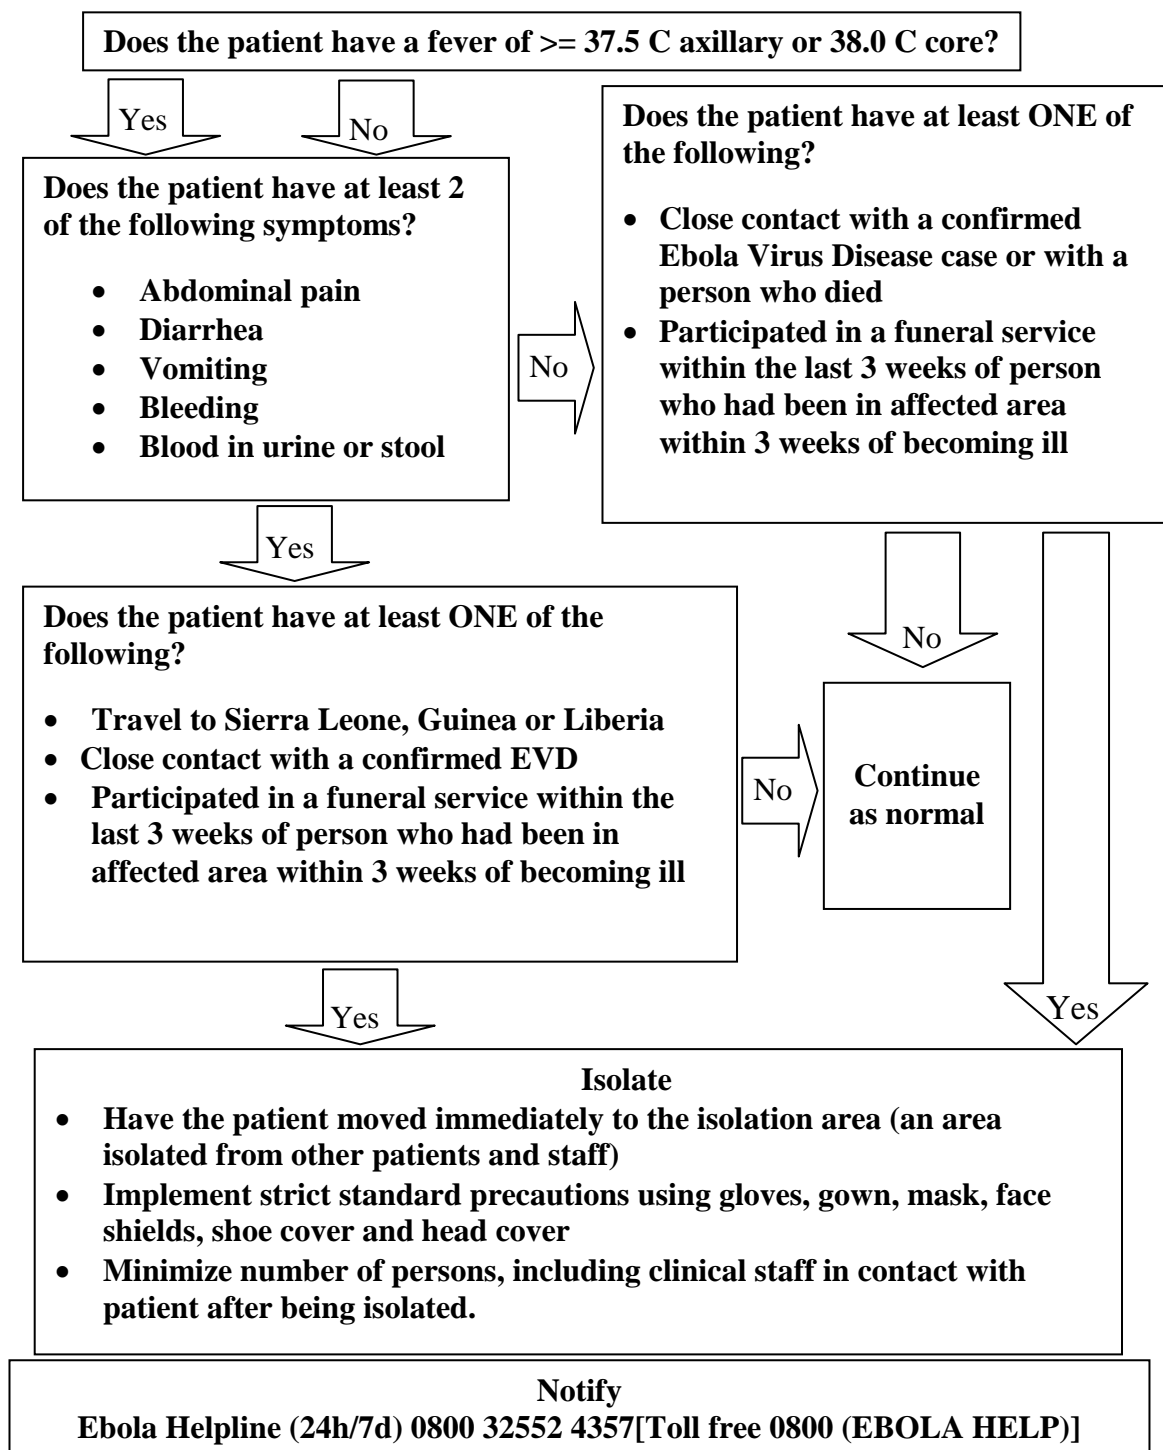 Does the patient have a fever of >= 37.5 C axillary or 38.0 C core?
Yes
No
Does the patient have at least 2
of the following symptoms?
• Abdominal pain
• Diarrhea
• Vomiting
• Bleeding
• Blood in urine or stool
No
Does the patient have at least ONE of
the following?
• Close contact with a confirmed
Ebola Virus Disease case or with a
person who died
• Participated in a funeral service
within the last 3 weeks of person
who had been in affected area
within 3 weeks of becoming ill
Yes
No
Does the patient have at least ONE of the
following?
• Travel to Sierra Leone, Guinea or Liberia
• Close contact with a confirmed EVD
• Participated in a funeral service within the
last 3 weeks of person who had been in
affected area within 3 weeks of becoming ill
No
Continue
as normal
Yes
Yes
Isolate
• Have the patient moved immediately to the isolation area (an area
isolated from other patients and staff)
• Implement strict standard precautions using gloves, gown, mask, face
shields, shoe cover and head cover
• Minimize number of persons, including clinical staff in contact with
patient after being isolated.
Notify
Ebola Helpline (24h/7d) 0800 32552 4357[Toll free 0800 (EBOLA HELP)]